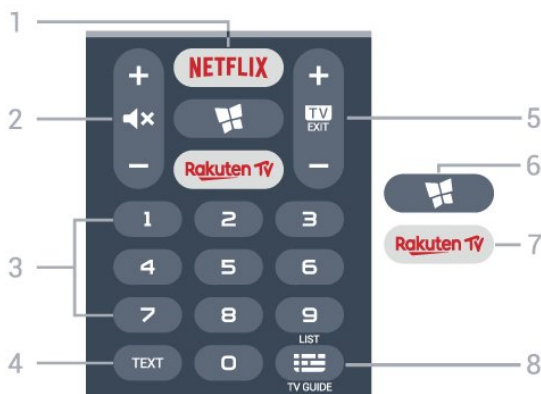 1
NETFLIX
2
TV
EXIT
5
6
Rakuten TV
Rakuten TV
7
1 2 3
3
4 5 6
7 8 9
LIST
4
TEXT
0
8
TV GUIDE